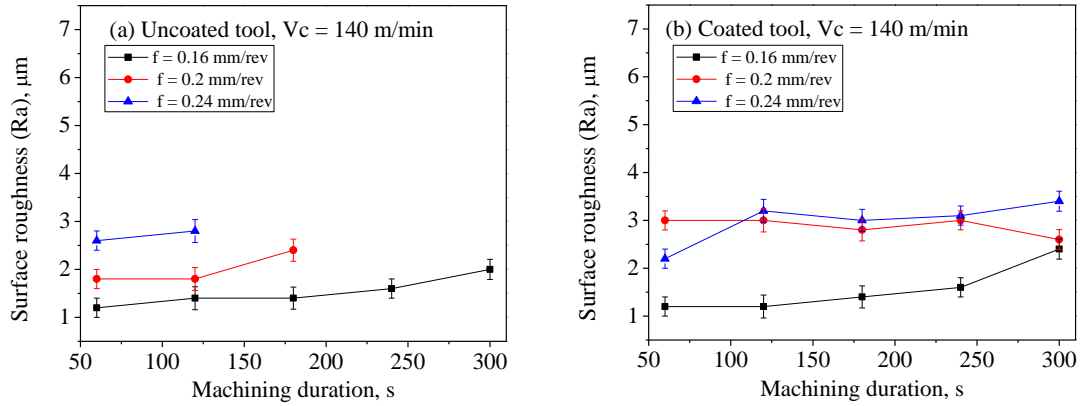 (a) Uncoated tool, Vc = 140 m/min
f = 0.16 mm/rev
f = 0.2 mm/rev
f = 0.24 mm/rev
Surface roughness (Ra), μm
7
6
5
4
3
2
1
50
100
150
200
250
300
Machining duration, s
(b) Coated tool, Vc = 140 m/min
f = 0.16 mm/rev
f = 0.2 mm/rev
f = 0.24 mm/rev
Surface roughness (Ra), μm
7
6
5
4
3
2
1
50
100
150
200
250
300
Machining duration, s